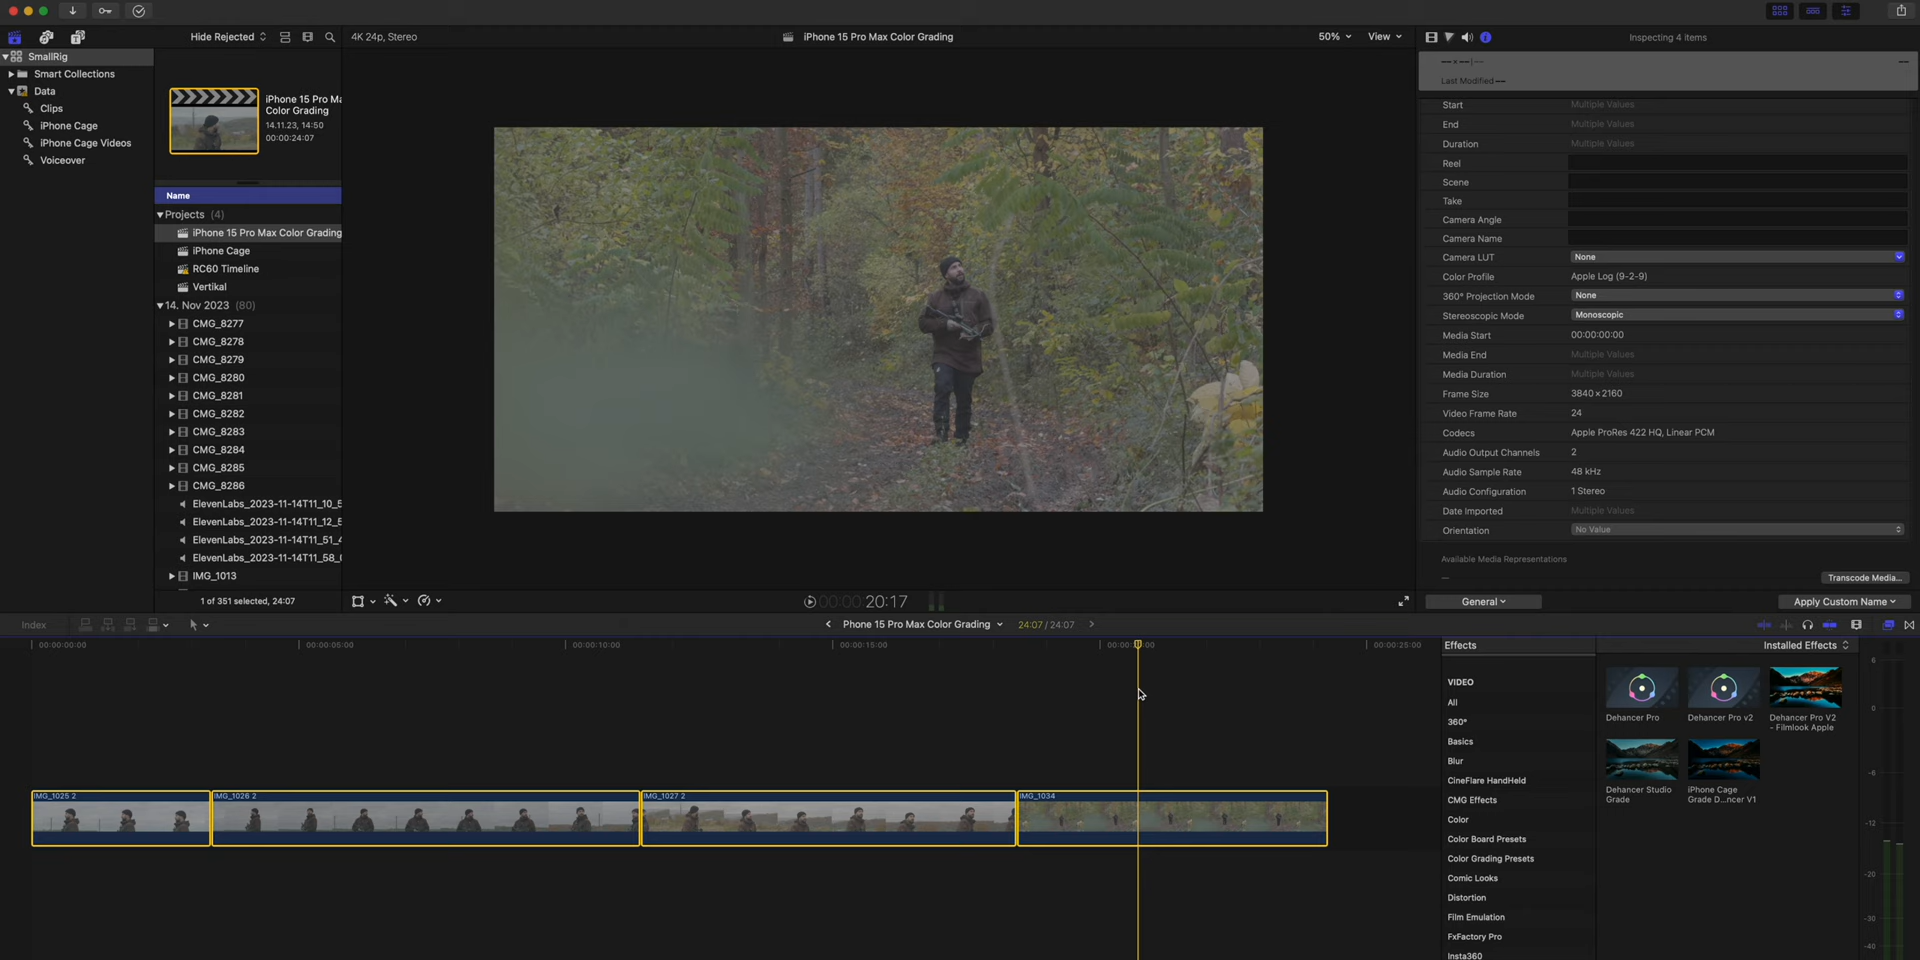 Hide Rejected
4K 24p, Stereo
iPhone 15 Pro Max Color Grading
50%
View
Inspecting 4 items
SmallRig
Smart Collections
Data
Clips
iPhone Cage
iPhone Cage Videos
Voiceover
iPhone 15 Pro Ma
Color Grading
14.11.23, 14:50
00:00:24:07
Name
Projects (4)
iPhone 15 Pro Max Color Grading
iPhone Cage
RC60 Timeline
Vertikal
14. Nov 2023 (80)
CMG_8277
CMG_8278
CMG_8279
CMG_8280
CMG_8281
CMG_8282
CMG_8283
CMG_8284
CMG_8285
CMG_8286
ElevenLabs_2023-11-14T11_10_5
ElevenLabs_2023-11-14T11_12_5
ElevenLabs_2023-11-14T11_51_4
ElevenLabs_2023-11-14T11_58_0
IMG_1013
1 of 351 selected, 24:07
00:00:20:17
Last Modified —
Start Multiple Values
End Multiple Values
Duration Multiple Values
Reel
Scene
Take
Camera Angle
Camera Name
Camera LUT None
Color Profile Apple Log (9-2-9)
360° Projection Mode None
Stereoscopic Mode Monoscopic
Media Start 00:00:00:00
Media End Multiple Values
Media Duration Multiple Values
Frame Size 3840×2160
Video Frame Rate 24
Codecs Apple ProRes 422 HQ, Linear PCM
Audio Output Channels 2
Audio Sample Rate 48 kHz
Audio Configuration 1 Stereo
Date Imported Multiple Values
Orientation No Value
Available Media Representations
Transcode Media...
General
Apply Custom Name
Index
Phone 15 Pro Max Color Grading
24:07 / 24:07
00:00:00:00
00:00:05:00
00:00:10:00
00:00:15:00
00:00:25:00
IMG_1025 2
IMG_1026 2
IMG_1027 2
IMG_1034
Effects
Installed Effects
VIDEO
All
360°
Basics
Blur
CineFlare HandHeld
CMG Effects
Color
Color Board Presets
Color Grading Presets
Comic Looks
Distortion
Film Emulation
FxFactory Pro
Insta360
Dehancer Pro
Dehancer Pro v2
Dehancer Pro V2
- Filmlook Apple
Dehancer Studio
Grade
iPhone Cage
Grade D...ncer V1
6
0
-6
-12
-20
-30
-40